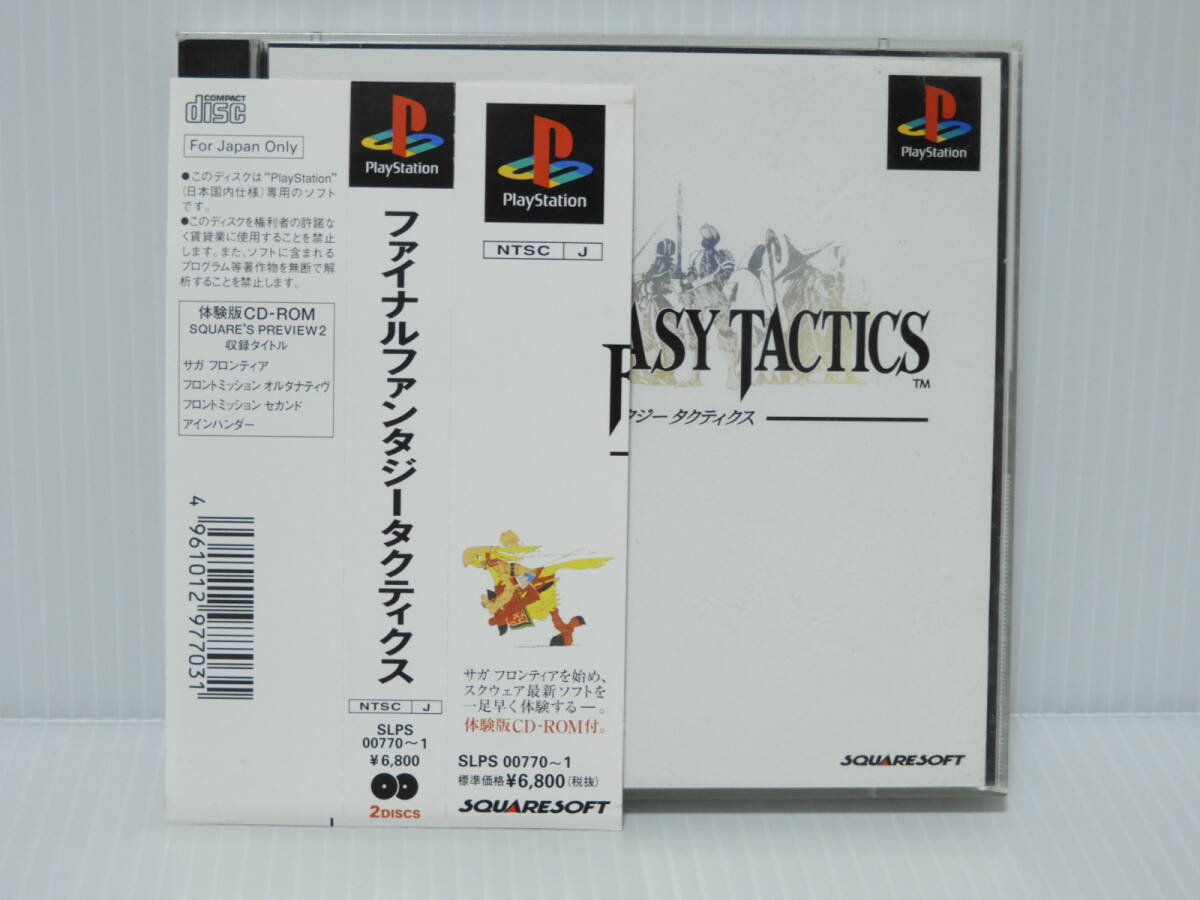 COMPACT
disc
For Japan Only
●このディスクは"PlayStation"
(日本国内仕様)専用のソフト
です。
●このディスクを権利者の許諾な
く賃貸業に使用することを禁止
します。また、ソフトに含まれる
プログラム等著作物を無断で解
析することを禁止します。
体験版CD-ROM
SQUARE'S PREVIEW2
収録タイトル
サガ フロンティア
フロントミッション オルタナティヴ
フロントミッション セカンド
アインハンダー
4 961012 977031
PlayStation
ファイナルファンタジータクティクス
NTSC J
SLPS
00770~1
¥6,800
2DISCS
PlayStation
NTSC J
サガ フロンティアを始め、
スクウェア最新ソフトを
一足早く体験する―。
体験版CD-ROM付。
SLPS 00770~1
標準価格¥6,800(税抜)
SQUARESOFT
PlayStation
ASY TACTICS
TM
タジー タクティクス
SQUARESOFT